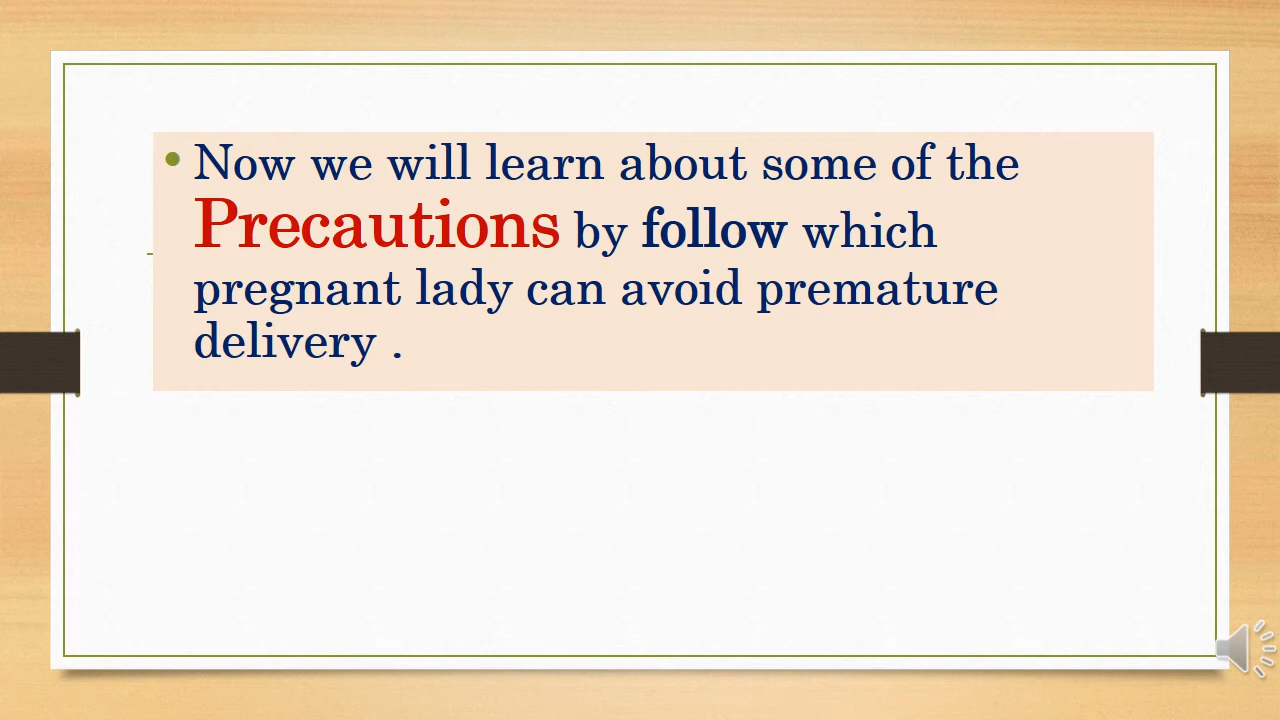 • Now we will learn about some of the
Precautions by follow which
pregnant lady can avoid premature
delivery .